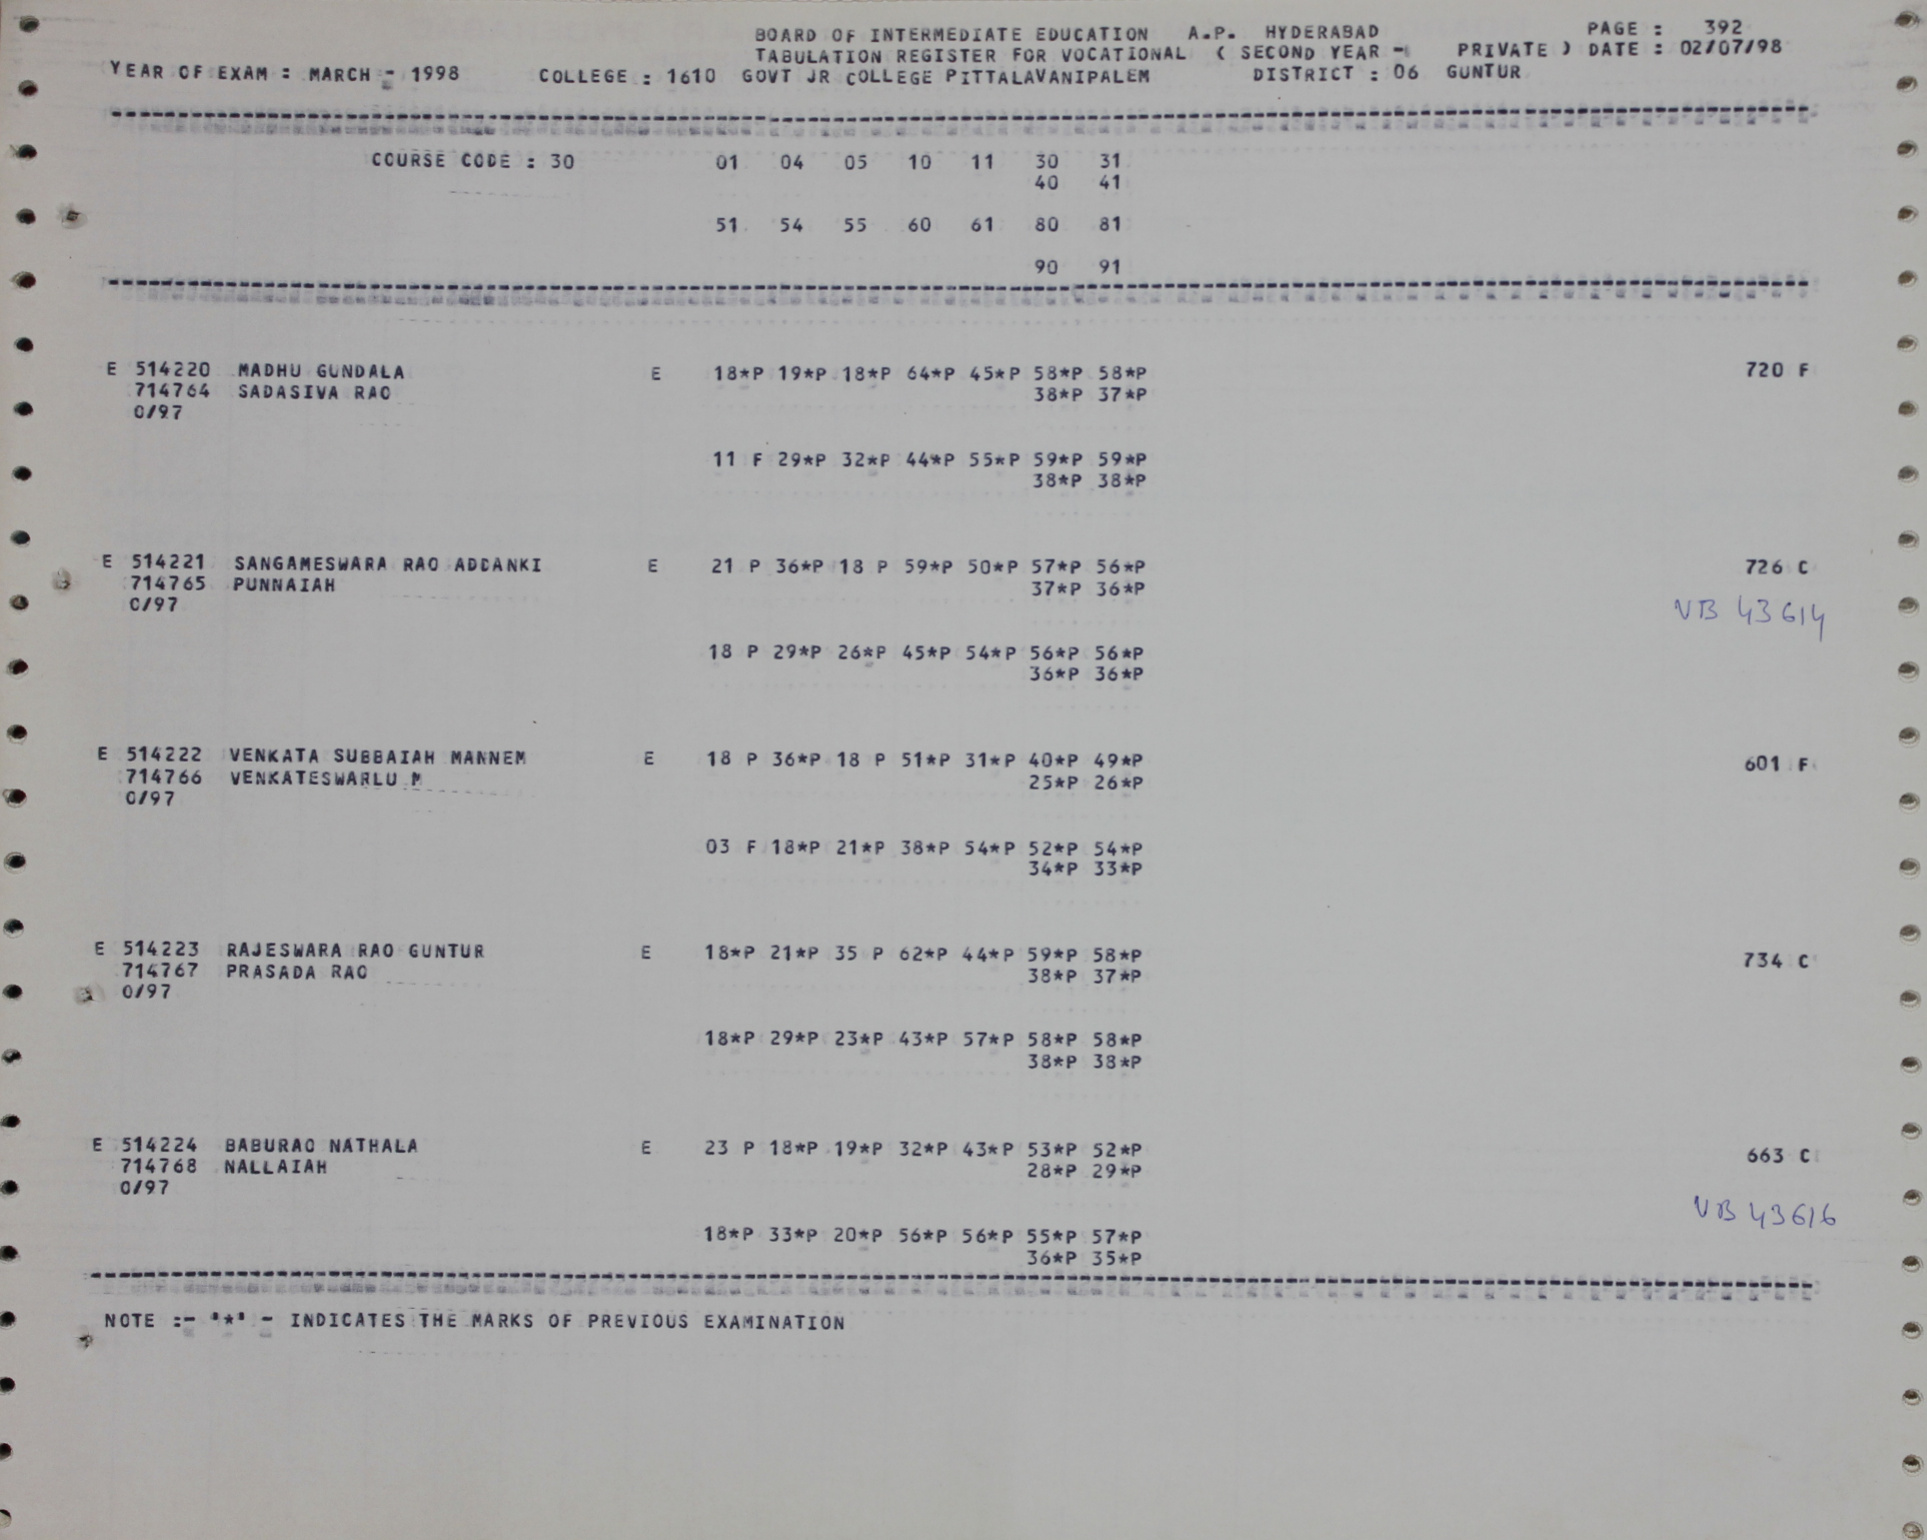 BOARD OF INTERMEDIATE EDUCATION A.P. HYDERABAD PAGE : 392
TABULATION REGISTER FOR VOCATIONAL ( SECOND YEAR - PRIVATE ) DATE : 02/07/98
YEAR OF EXAM : MARCH - 1998 COLLEGE : 1610 GOVT JR COLLEGE PITTALAVANIPALEM DISTRICT : 06 GUNTUR
COURSE CODE : 30 01 04 05 10 11 30 31
40 41
51 54 55 60 61 80 81
90 91
E 514220 MADHU GUNDALA E 18*P 19*P 18*P 64*P 45*P 58*P 58*P 720 F
714764 SADASIVA RAO 38*P 37*P
0/97
11 F 29*P 32*P 44*P 55*P 59*P 59*P
38*P 38*P
E 514221 SANGAMESWARA RAO ADDANKI E 21 P 36*P 18 P 59*P 50*P 57*P 56*P 726 C
714765 PUNNAIAH 37*P 36*P
0/97 VB 43614
18 P 29*P 26*P 45*P 54*P 56*P 56*P
36*P 36*P
E 514222 VENKATA SUBBAIAH MANNEM E 18 P 36*P 18 P 51*P 31*P 40*P 49*P 601 F
714766 VENKATESWARLU M 25*P 26*P
0/97
03 F 18*P 21*P 38*P 54*P 52*P 54*P
34*P 33*P
E 514223 RAJESWARA RAO GUNTUR E 18*P 21*P 35 P 62*P 44*P 59*P 58*P 734 C
714767 PRASADA RAO 38*P 37*P
0/97
18*P 29*P 23*P 43*P 57*P 58*P 58*P
38*P 38*P
E 514224 BABURAO NATHALA E 23 P 18*P 19*P 32*P 43*P 53*P 52*P 663 C
714768 NALLAIAH 28*P 29*P
0/97
VB 43616
18*P 33*P 20*P 56*P 56*P 55*P 57*P
36*P 35*P
NOTE :- '*' - INDICATES THE MARKS OF PREVIOUS EXAMINATION